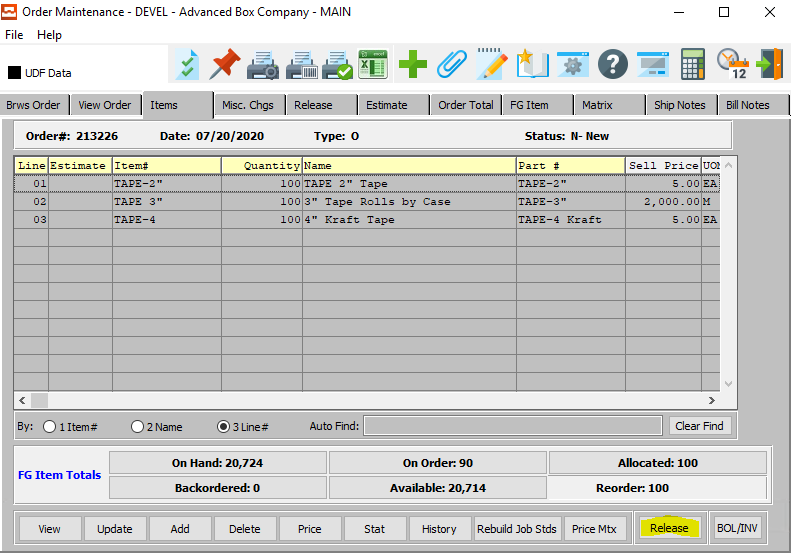 Order Maintenance - DEVEL - Advanced Box Company - MAIN
File Help
UDF Data
12
Brws Order View Order Items Misc. Chgs Release Estimate Order Total FG Item Matrix Ship Notes Bill Notes
Order#: 213226 Date: 07/20/2020 Type: O Status: N- New
Line Estimate Item# Quantity Name Part # Sell Price UOM
01 TAPE-2" 100 TAPE 2" Tape TAPE-2" 5.00 EA
02 TAPE 3" 100 3" Tape Rolls by Case TAPE-3" 2,000.00 M
03 TAPE-4 100 4" Kraft Tape TAPE-4 Kraft 5.00 EA
By: 1 Item# 2 Name 3 Line# Auto Find: Clear Find
FG Item Totals
On Hand: 20,724 On Order: 90 Allocated: 100
Backordered: 0 Available: 20,714 Reorder: 100
View Update Add Delete Price Stat History Rebuild Job Stds Price Mtx Release BOL/INV